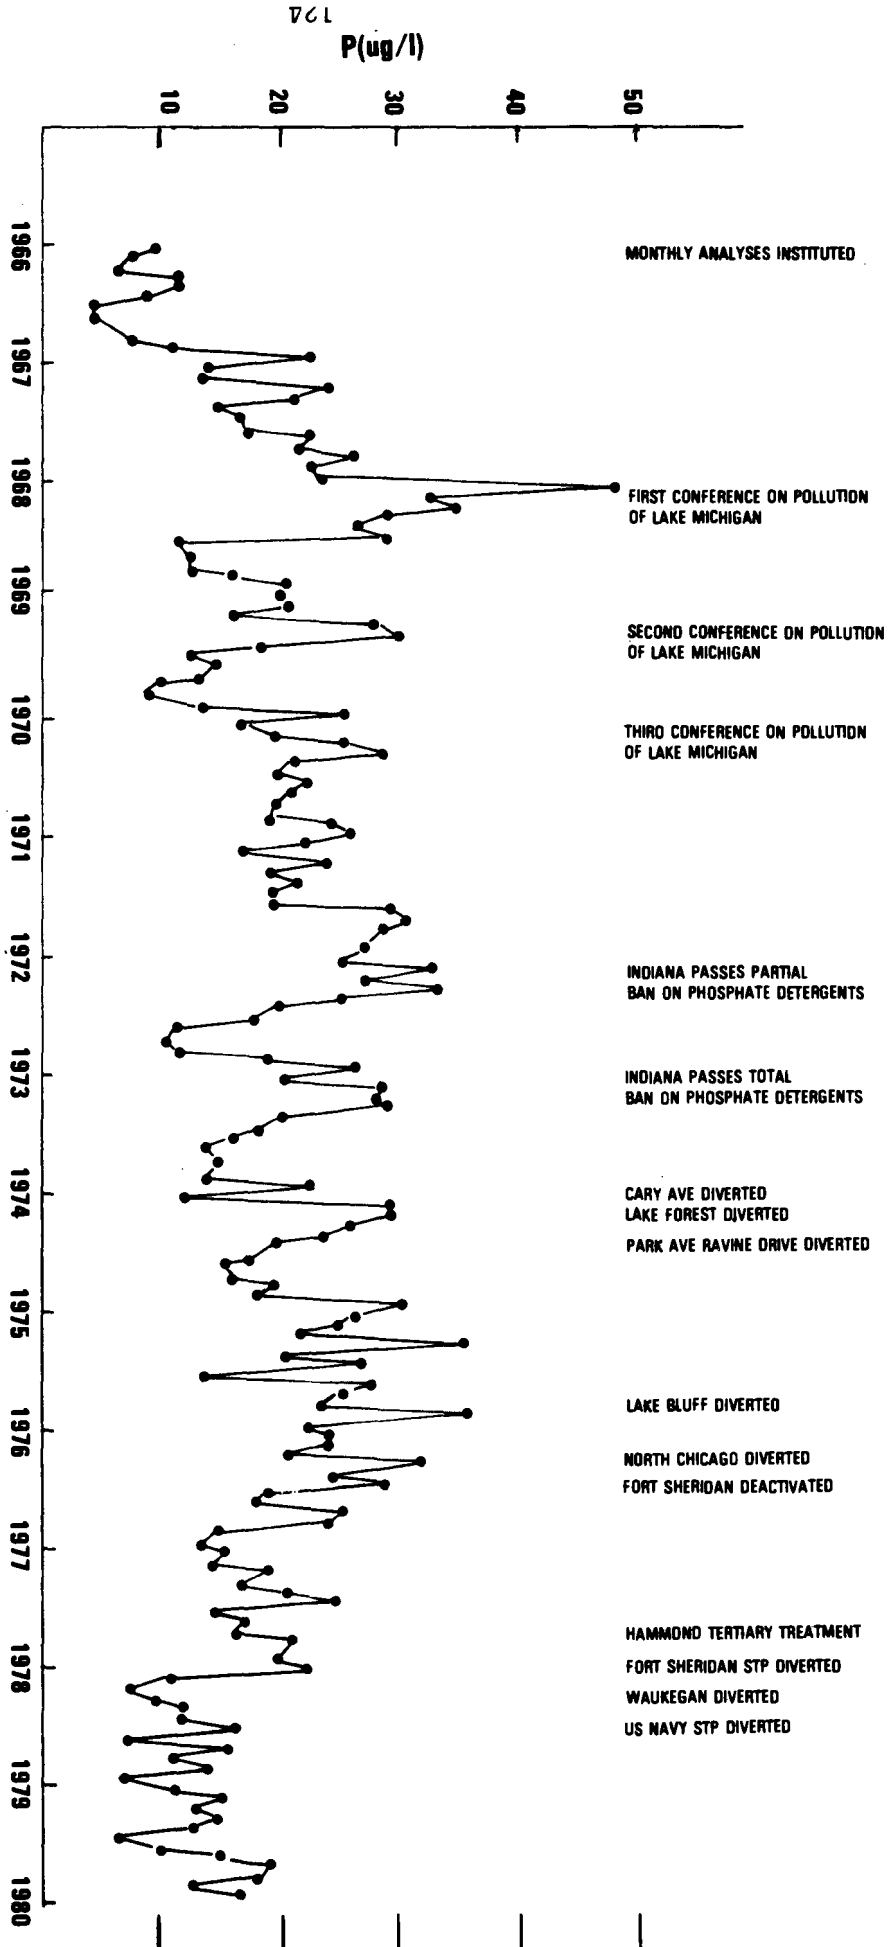 124
P(ug/l)
10 20 30 40 50
1966
MONTHLY ANALYSES INSTITUTED
1967
1968
FIRST CONFERENCE ON POLLUTION
OF LAKE MICHIGAN
1969
SECOND CONFERENCE ON POLLUTION
OF LAKE MICHIGAN
1970
THIRD CONFERENCE ON POLLUTION
OF LAKE MICHIGAN
1971
1972
INDIANA PASSES PARTIAL
BAN ON PHOSPHATE DETERGENTS
1973
INDIANA PASSES TOTAL
BAN ON PHOSPHATE DETERGENTS
1974
CARY AVE DIVERTED
LAKE FOREST DIVERTED
PARK AVE RAVINE DRIVE DIVERTED
1975
LAKE BLUFF DIVERTED
1976
NORTH CHICAGO DIVERTED
FORT SHERIDAN DEACTIVATED
1977
HAMMOND TERTIARY TREATMENT
1978
FORT SHERIDAN STP DIVERTED
WAUKEGAN DIVERTED
US NAVY STP DIVERTED
1979
1980